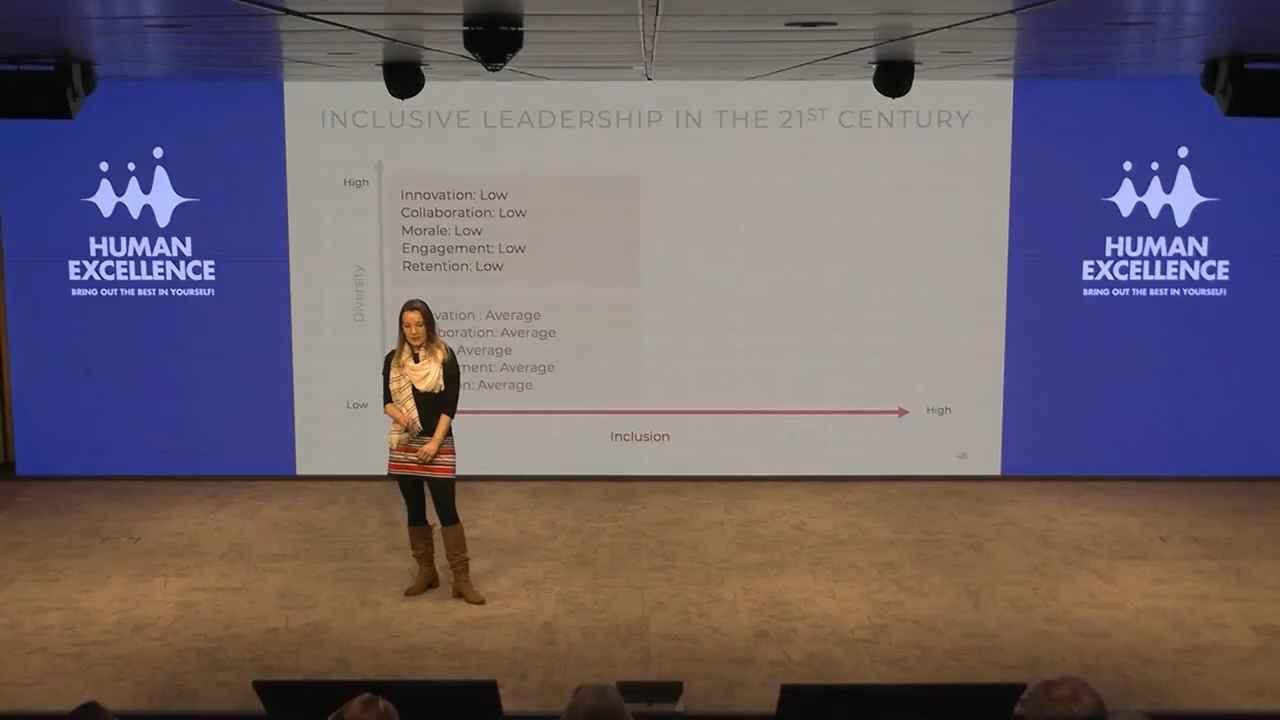 INCLUSIVE LEADERSHIP IN THE 21ST CENTURY
HUMAN
EXCELLENCE
BRING OUT THE BEST IN YOURSELF!
High
Innovation: Low
Collaboration: Low
Morale: Low
Engagement: Low
Retention: Low
Diversity
: Average
Average
: Average
: Average
Average
Low
High
Inclusion
48
HUMAN
EXCELLENCE
BRING OUT THE BEST IN YOURSELF!